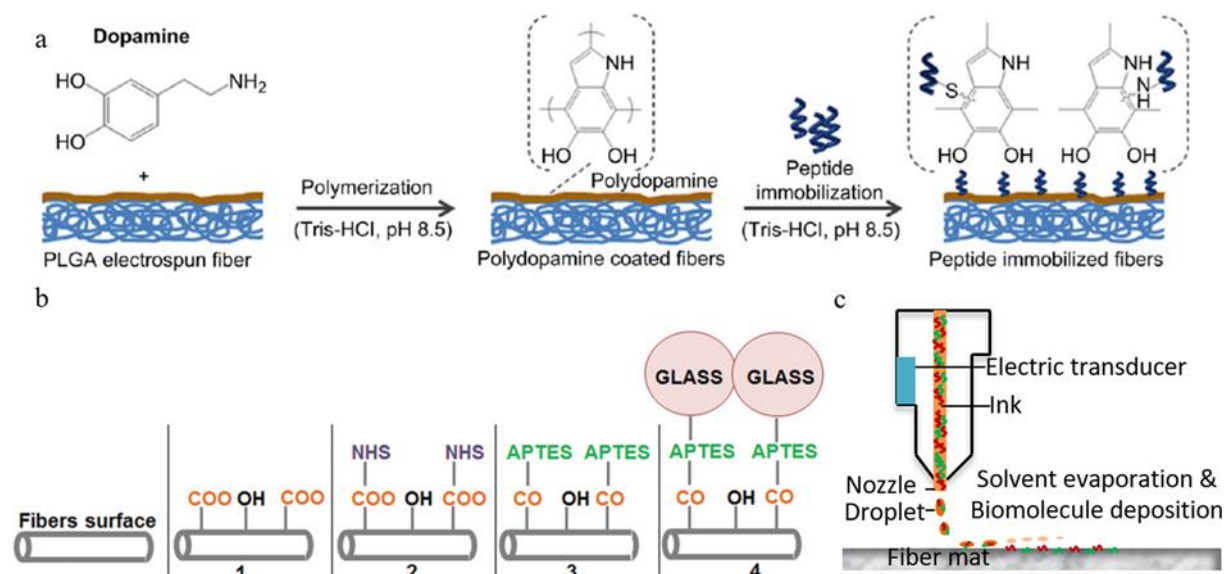 a
Dopamine
HO
HO
NH2
+
PLGA electrospun fiber
Polymerization
(Tris-HCl, pH 8.5)
NH
HO
OH
Polydopamine
Polydopamine coated fibers
Peptide
immobilization
(Tris-HCl, pH 8.5)
NH
S
HO
OH
NH
N
H
HO
OH
Peptide immobilized fibers
b
Fibers surface
COO OH COO
1
NHS NHS
COO OH COO
2
APTES APTES
CO OH CO
3
GLASS GLASS
APTES APTES
CO OH CO
4
c
Electric transducer
Ink
Nozzle
Droplet
Solvent evaporation &
Biomolecule deposition
Fiber mat